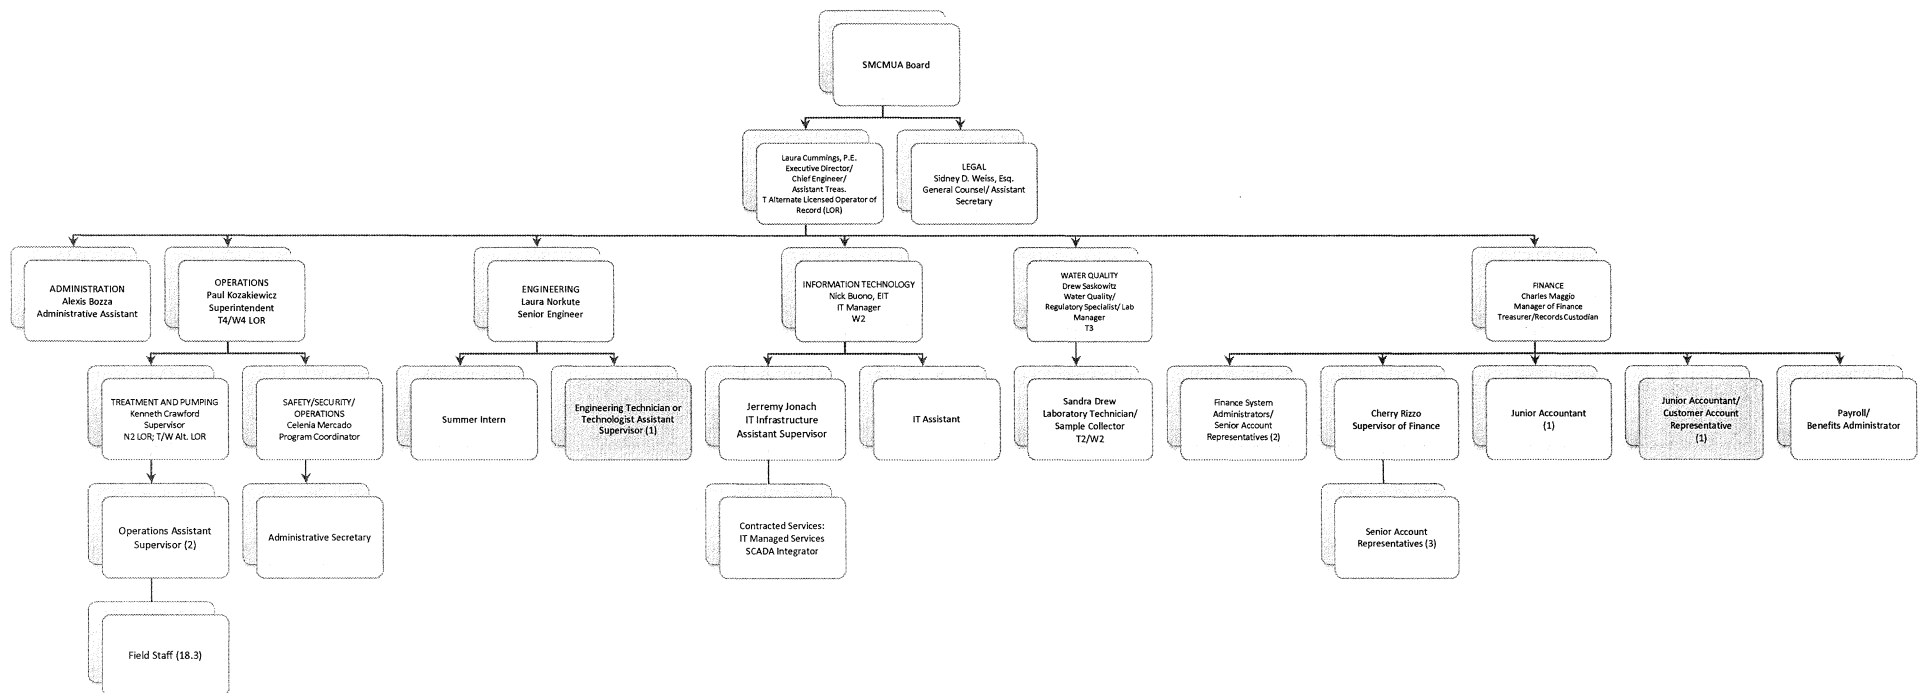 SMCMUA Board
Laura Cummings, P.E.
Executive Director/
Chief Engineer/
Assistant Treas.
T Alternate Licensed Operator of
Record (LOR)
LEGAL
Sidney D. Weiss, Esq.
General Counsel/ Assistant
Secretary
ADMINISTRATION
Alexis Bozza
Administrative Assistant
OPERATIONS
Paul Kozakiewicz
Superintendent
T4/W4 LOR
ENGINEERING
Laura Norkute
Senior Engineer
INFORMATION TECHNOLOGY
Nick Buono, EIT
IT Manager
W2
WATER QUALITY
Drew Saskowitz
Water Quality/
Regulatory Specialist/ Lab
Manager
T3
FINANCE
Charles Maggio
Manager of Finance
Treasurer/Records Custodian
TREATMENT AND PUMPING
Kenneth Crawford
Supervisor
N2 LOR; T/W Alt. LOR
SAFETY/SECURITY/
OPERATIONS
Celenia Mercado
Program Coordinator
Summer Intern
Engineering Technician or
Technologist Assistant
Supervisor (1)
Jerremy Jonach
IT Infrastructure
Assistant Supervisor
IT Assistant
Sandra Drew
Laboratory Technician/
Sample Collector
T2/W2
Finance System
Administrators/
Senior Account
Representatives (2)
Cherry Rizzo
Supervisor of Finance
Junior Accountant
(1)
Junior Accountant/
Customer Account
Representative
(1)
Payroll/
Benefits Administrator
Operations Assistant
Supervisor (2)
Administrative Secretary
Contracted Services:
IT Managed Services
SCADA Integrator
Senior Account
Representatives (3)
Field Staff (18.3)